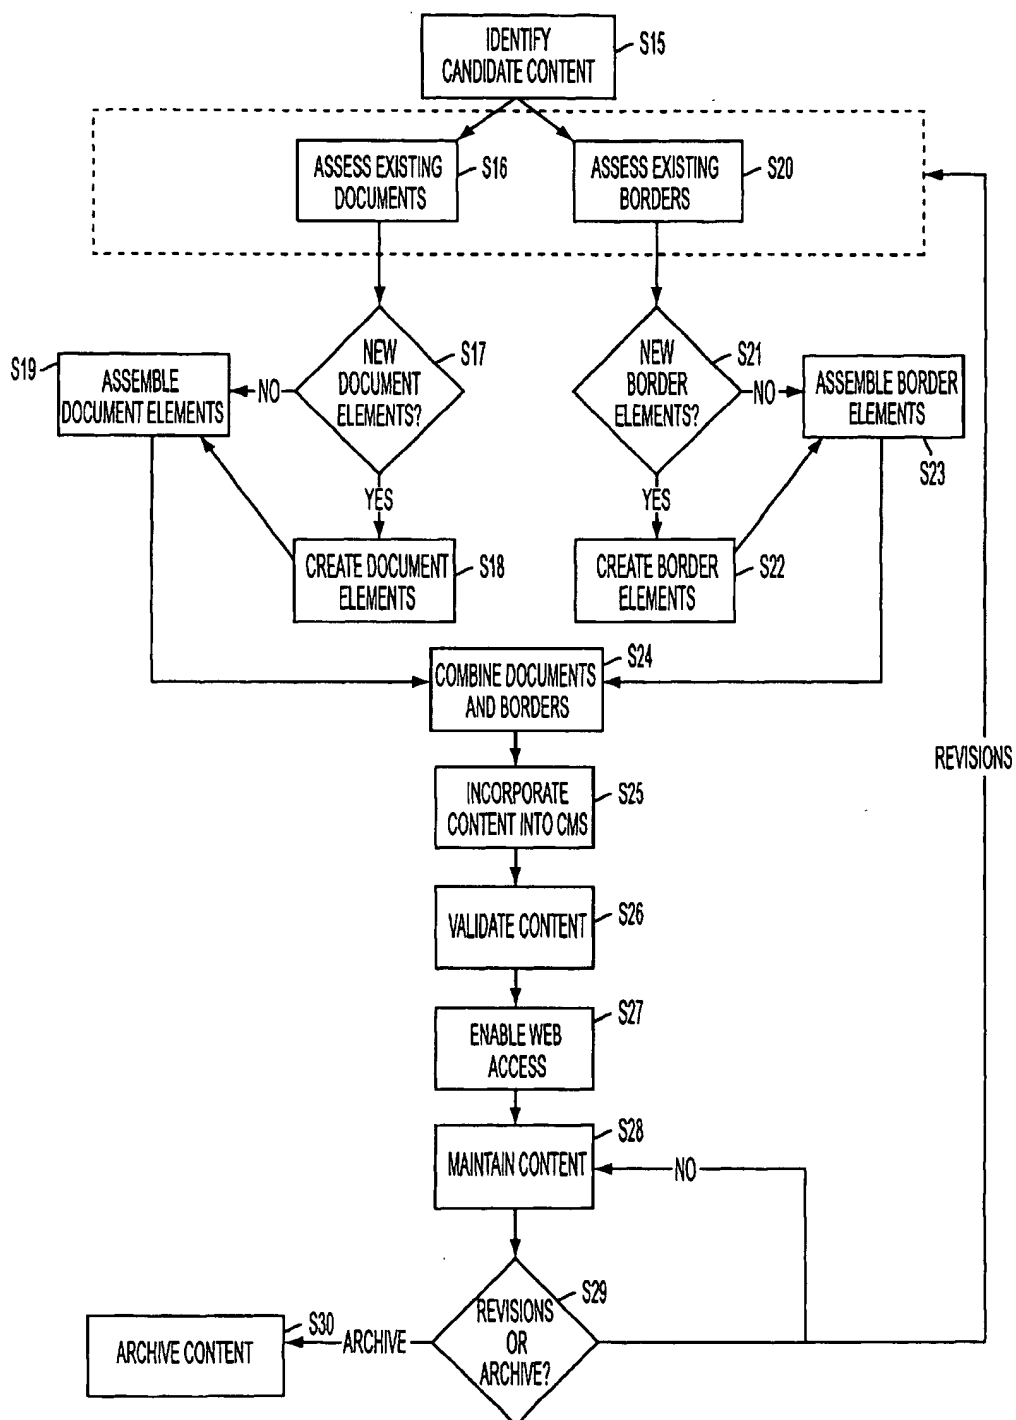 IDENTIFY
CANDIDATE CONTENT
S15
ASSESS EXISTING
DOCUMENTS
S16
ASSESS EXISTING
BORDERS
S20
S19
ASSEMBLE
DOCUMENT ELEMENTS
NO
NEW
DOCUMENT
ELEMENTS?
S17
NEW
BORDER
ELEMENTS?
S21
NO
ASSEMBLE BORDER
ELEMENTS
S23
YES
YES
CREATE DOCUMENT
ELEMENTS
S18
CREATE BORDER
ELEMENTS
S22
COMBINE DOCUMENTS
AND BORDERS
S24
REVISIONS
INCORPORATE
CONTENT INTO CMS
S25
VALIDATE CONTENT
S26
ENABLE WEB
ACCESS
S27
MAINTAIN CONTENT
S28
NO
REVISIONS
OR
ARCHIVE?
S29
ARCHIVE
ARCHIVE CONTENT
S30